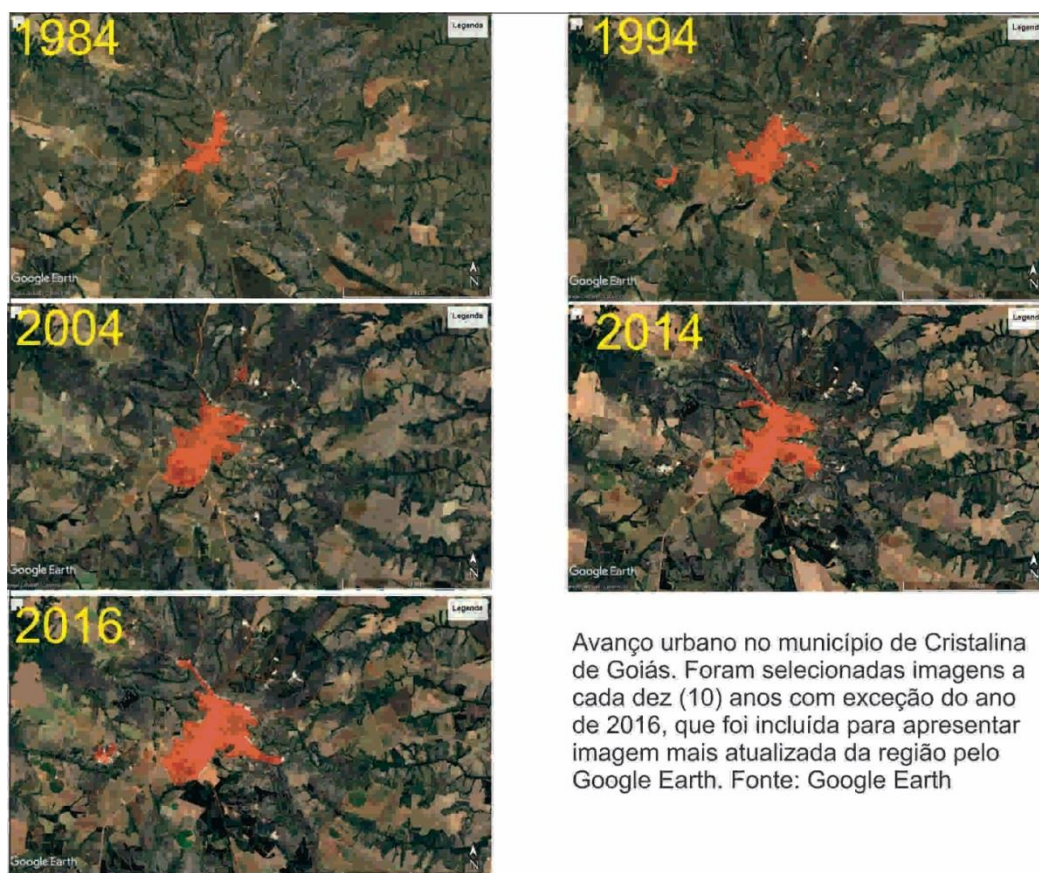 1984
Legenda
Google Earth
N
1994
Legenda
Google Earth
N
2004
Legenda
Google Earth
N
2014
Legenda
Google Earth
N
2016
Legenda
Google Earth
N
Avanço urbano no município de Cristalina
de Goiás. Foram selecionadas imagens a
cada dez (10) anos com exceção do ano
de 2016, que foi incluída para apresentar
imagem mais atualizada da região pelo
Google Earth. Fonte: Google Earth